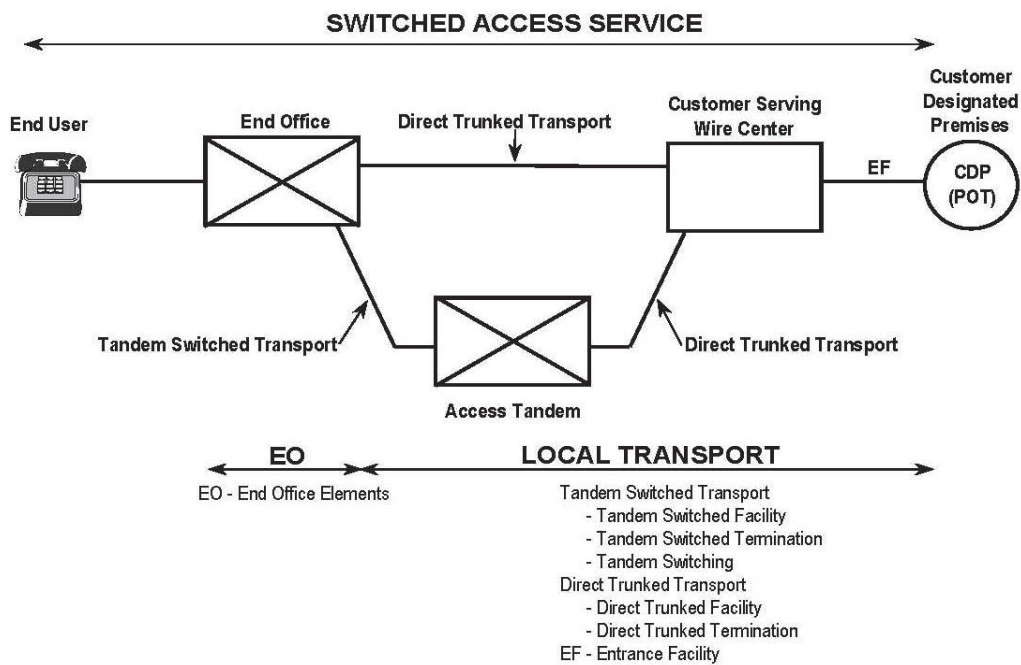 SWITCHED ACCESS SERVICE
End User
End Office
Direct Trunked Transport
Customer Serving
Wire Center
Customer
Designated
Premises
EF
CDP
(POT)
Tandem Switched Transport
Direct Trunked Transport
Access Tandem
EO
LOCAL TRANSPORT
EO - End Office Elements
Tandem Switched Transport
- Tandem Switched Facility
- Tandem Switched Termination
- Tandem Switching
Direct Trunked Transport
- Direct Trunked Facility
- Direct Trunked Termination
EF - Entrance Facility